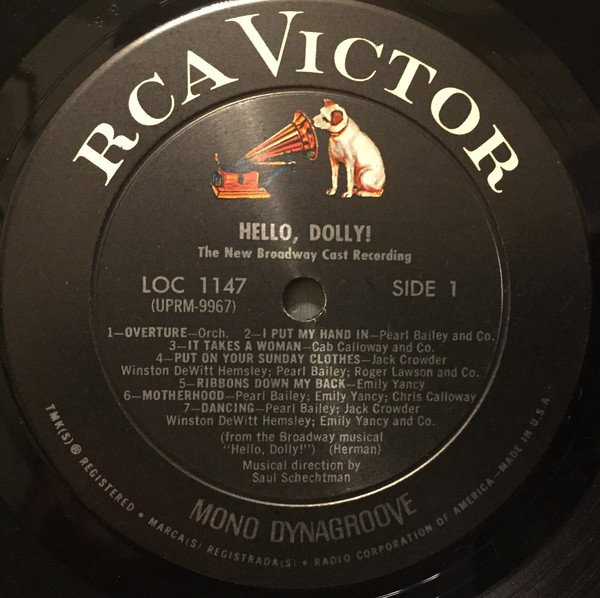 RCA VICTOR
HELLO, DOLLY!
The New Broadway Cast Recording
LOC 1147
(UPRM-9967)
SIDE 1
1—OVERTURE—Orch. 2—I PUT MY HAND IN—Pearl Bailey and Co.
3—IT TAKES A WOMAN—Cab Calloway and Co.
4—PUT ON YOUR SUNDAY CLOTHES—Jack Crowder
Winston DeWitt Hemsley; Pearl Bailey; Roger Lawson and Co.
5—RIBBONS DOWN MY BACK—Emily Yancy
6—MOTHERHOOD—Pearl Bailey; Emily Yancy; Chris Calloway
7—DANCING—Pearl Bailey; Jack Crowder
Winston DeWitt Hemsley; Emily Yancy and Co.
(from the Broadway musical
"Hello, Dolly!") (Herman)
Musical direction by
Saul Schechtman
MONO DYNAGROOVE
TMK(S) ® REGISTERED • MARCA(S) REGISTRADA(S) • RADIO CORPORATION OF AMERICA—MADE IN U.S.A.